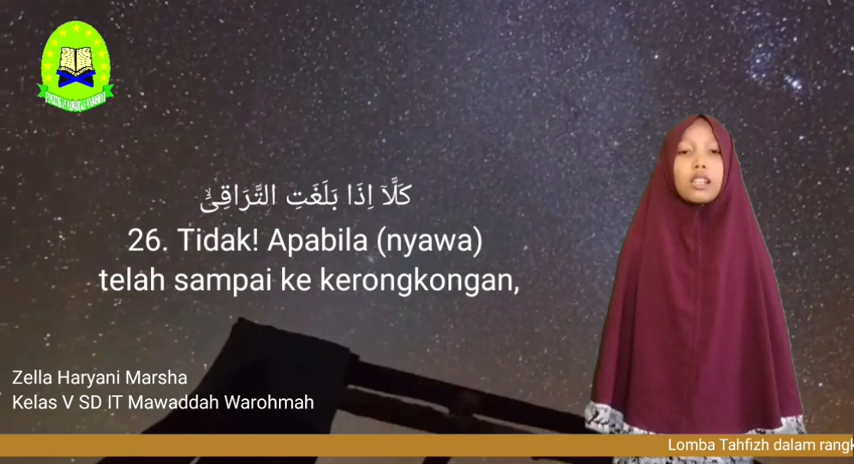 كَلَّآ اِذَا بَلَغَتِ التَّرَاقِيَۙ
26. Tidak! Apabila (nyawa)
telah sampai ke kerongkongan,
Zella Haryani Marsha
Kelas V SD IT Mawaddah Warohmah
Lomba Tahfizh dalam rangk